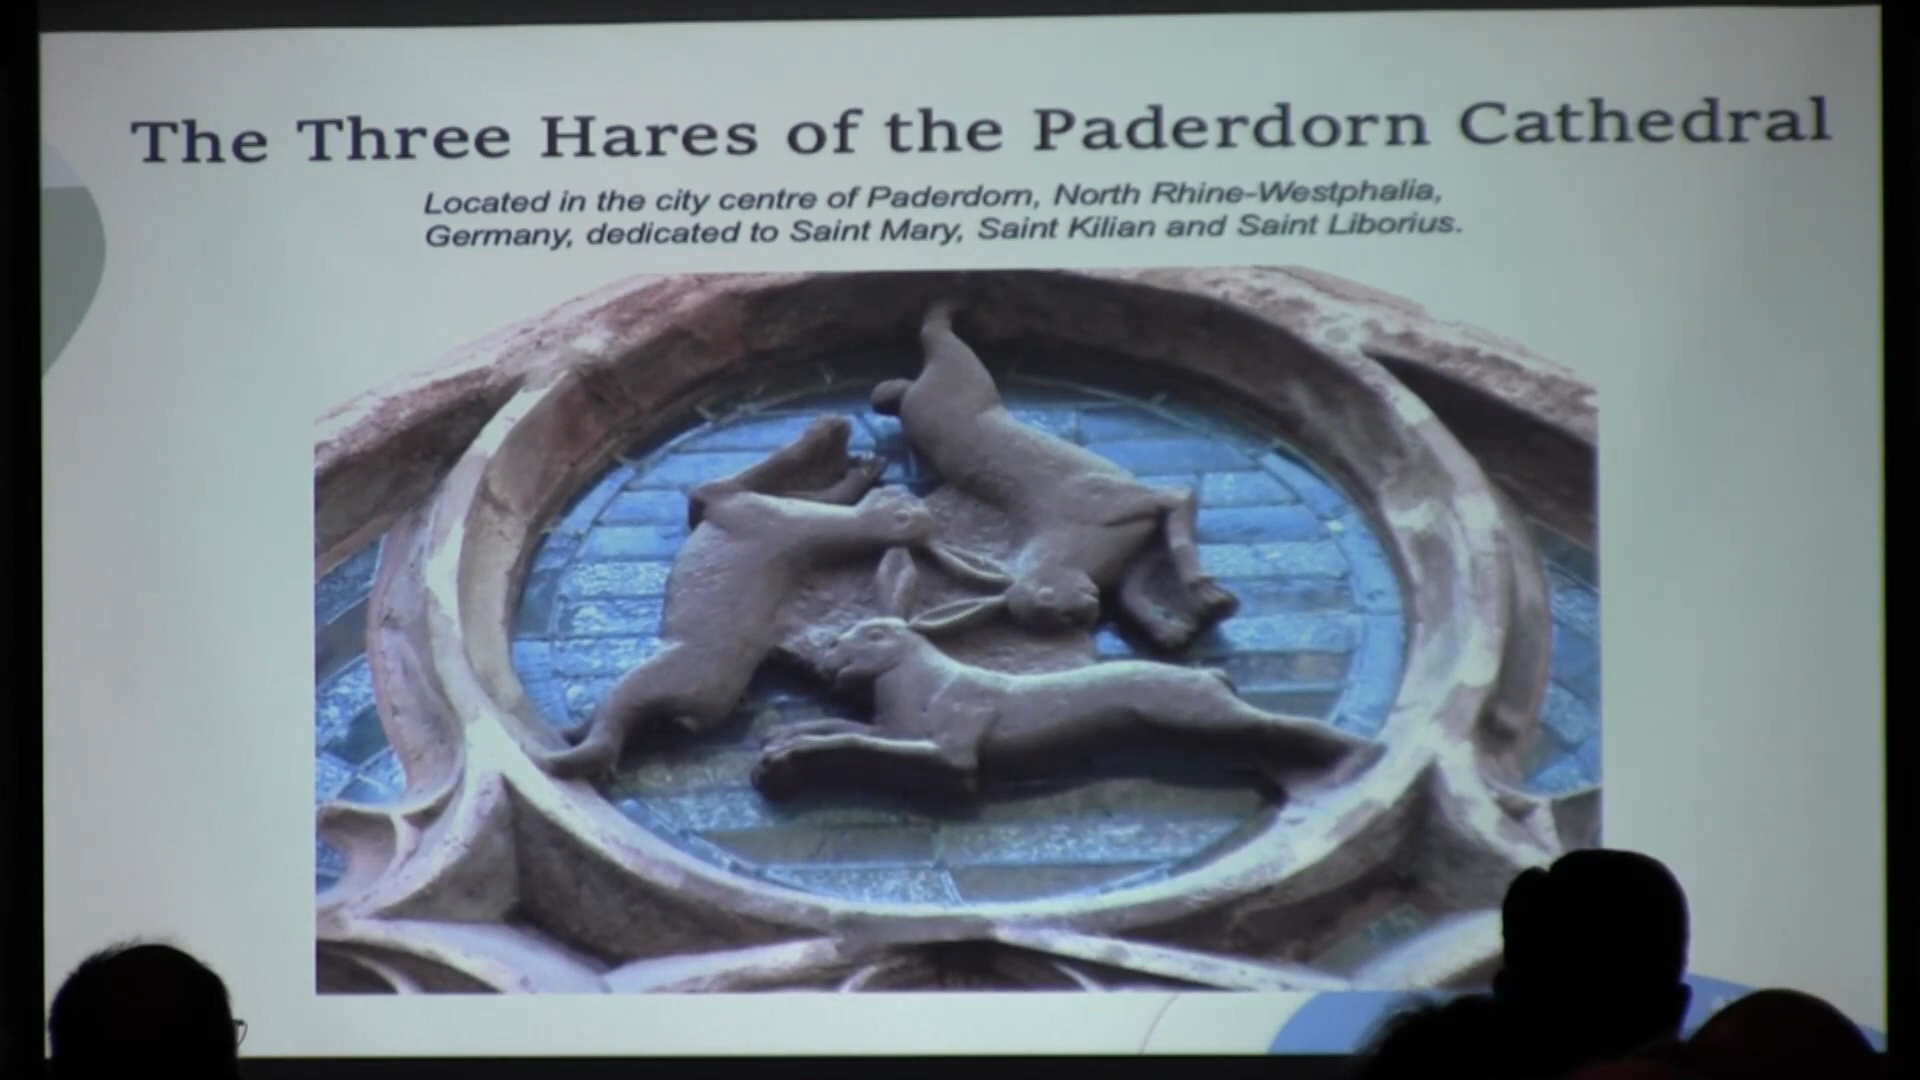 The Three Hares of the Paderdorn Cathedral
Located in the city centre of Paderdorn, North Rhine-Westphalia,
Germany, dedicated to Saint Mary, Saint Kilian and Saint Liborius.